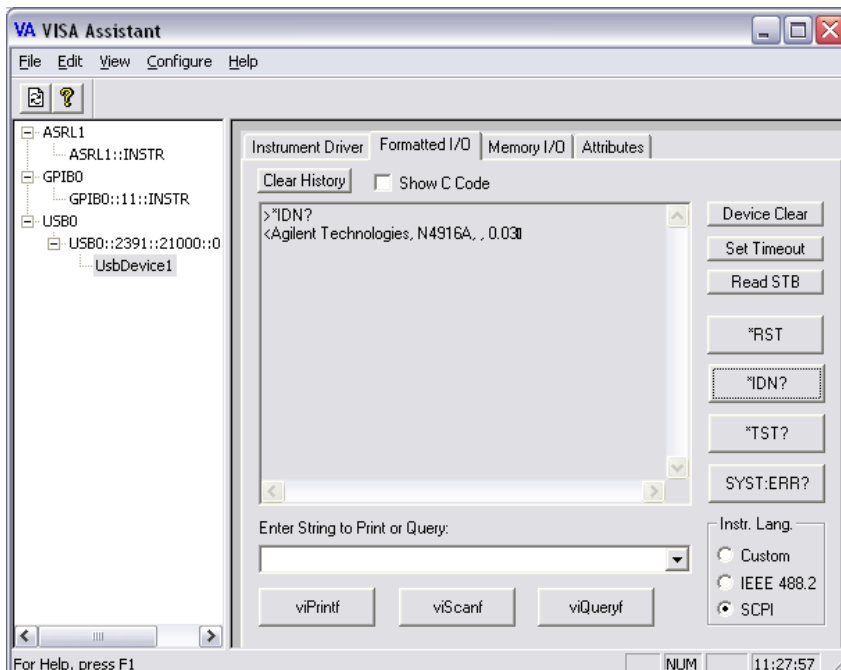 VA VISA Assistant
File Edit View Configure Help
ASRL1
ASRL1::INSTR
GPIB0
GPIB0::11::INSTR
USB0
USB0::2391::21000::0
UsbDevice1
Instrument Driver Formatted I/O Memory I/O Attributes
Clear History Show C Code
>*IDN?
<Agilent Technologies, N4916A, , 0.03
Device Clear
Set Timeout
Read STB
*RST
*IDN?
*TST?
SYST:ERR?
Enter String to Print or Query:
viPrintf viScanf viQueryf
Instr. Lang.
Custom
IEEE 488.2
SCPI
For Help, press F1 NUM 11:27:57